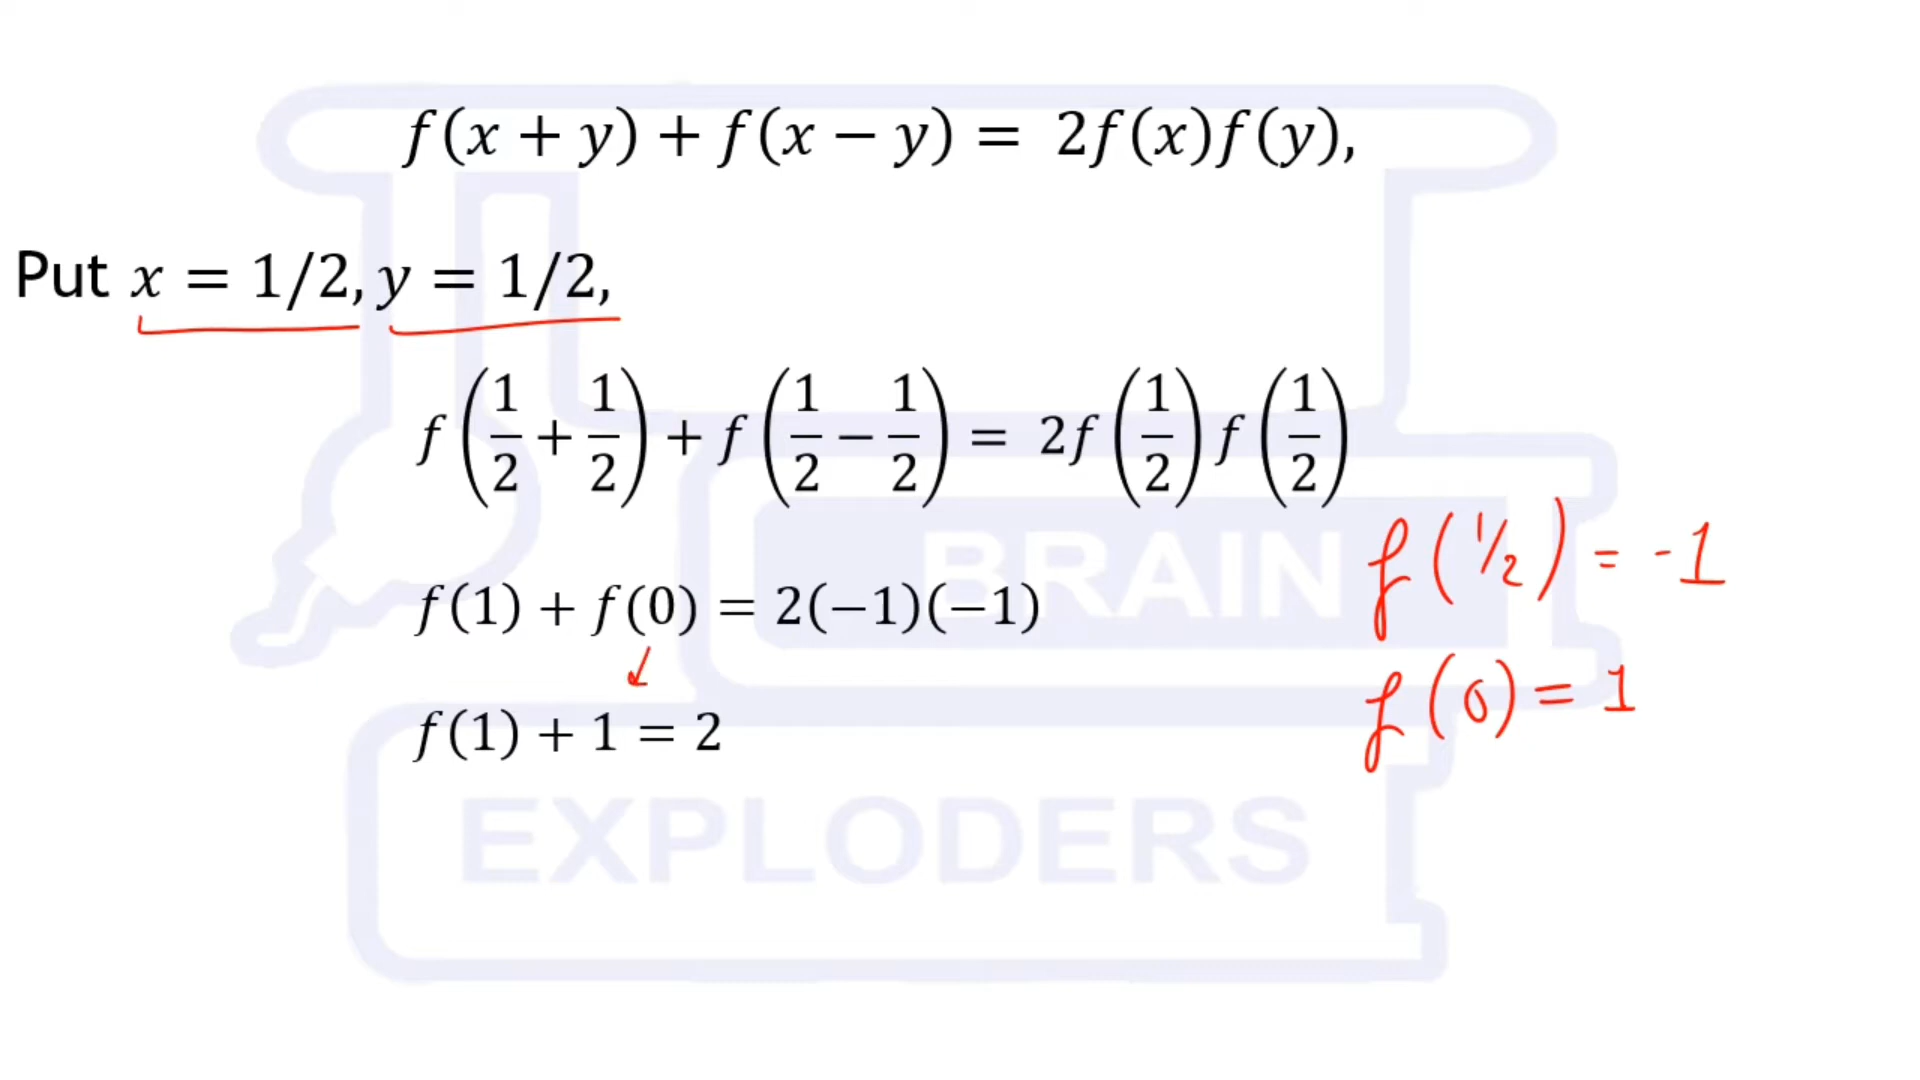 f(x + y) + f(x − y) = 2f(x)f(y),
Put x = 1/2, y = 1/2,
f(1/2 + 1/2) + f(1/2 − 1/2) = 2f(1/2)f(1/2)
f(1/2) = -1
f(1) + f(0) = 2(−1)(−1)
f(0) = 1
f(1) + 1 = 2
BRAIN
EXPLODERS